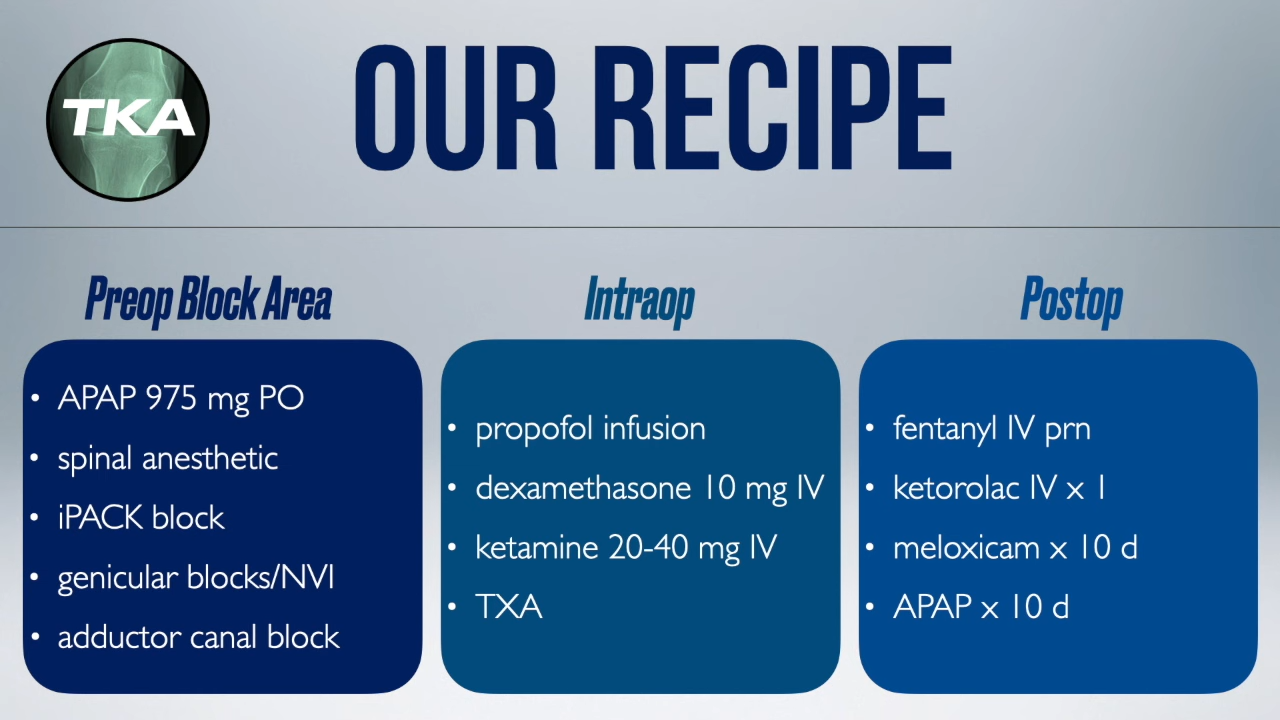 TKA
OUR RECIPE
Preop Block Area
• APAP 975 mg PO
• spinal anesthetic
• iPACK block
• genicular blocks/NVI
• adductor canal block
Intraop
• propofol infusion
• dexamethasone 10 mg IV
• ketamine 20-40 mg IV
• TXA
Postop
• fentanyl IV prn
• ketorolac IV x 1
• meloxicam x 10 d
• APAP x 10 d